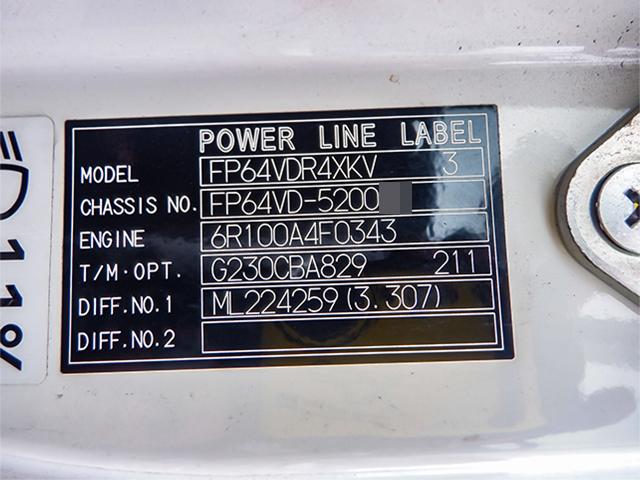 POWER LINE LABEL
MODEL FP64VDR4XKV 3
CHASSIS NO. FP64VD-5200
ENGINE 6R100A4F0343
T/M·OPT. G230CBA829 211
DIFF.NO.1 ML224259(3.307)
DIFF.NO.2
11%